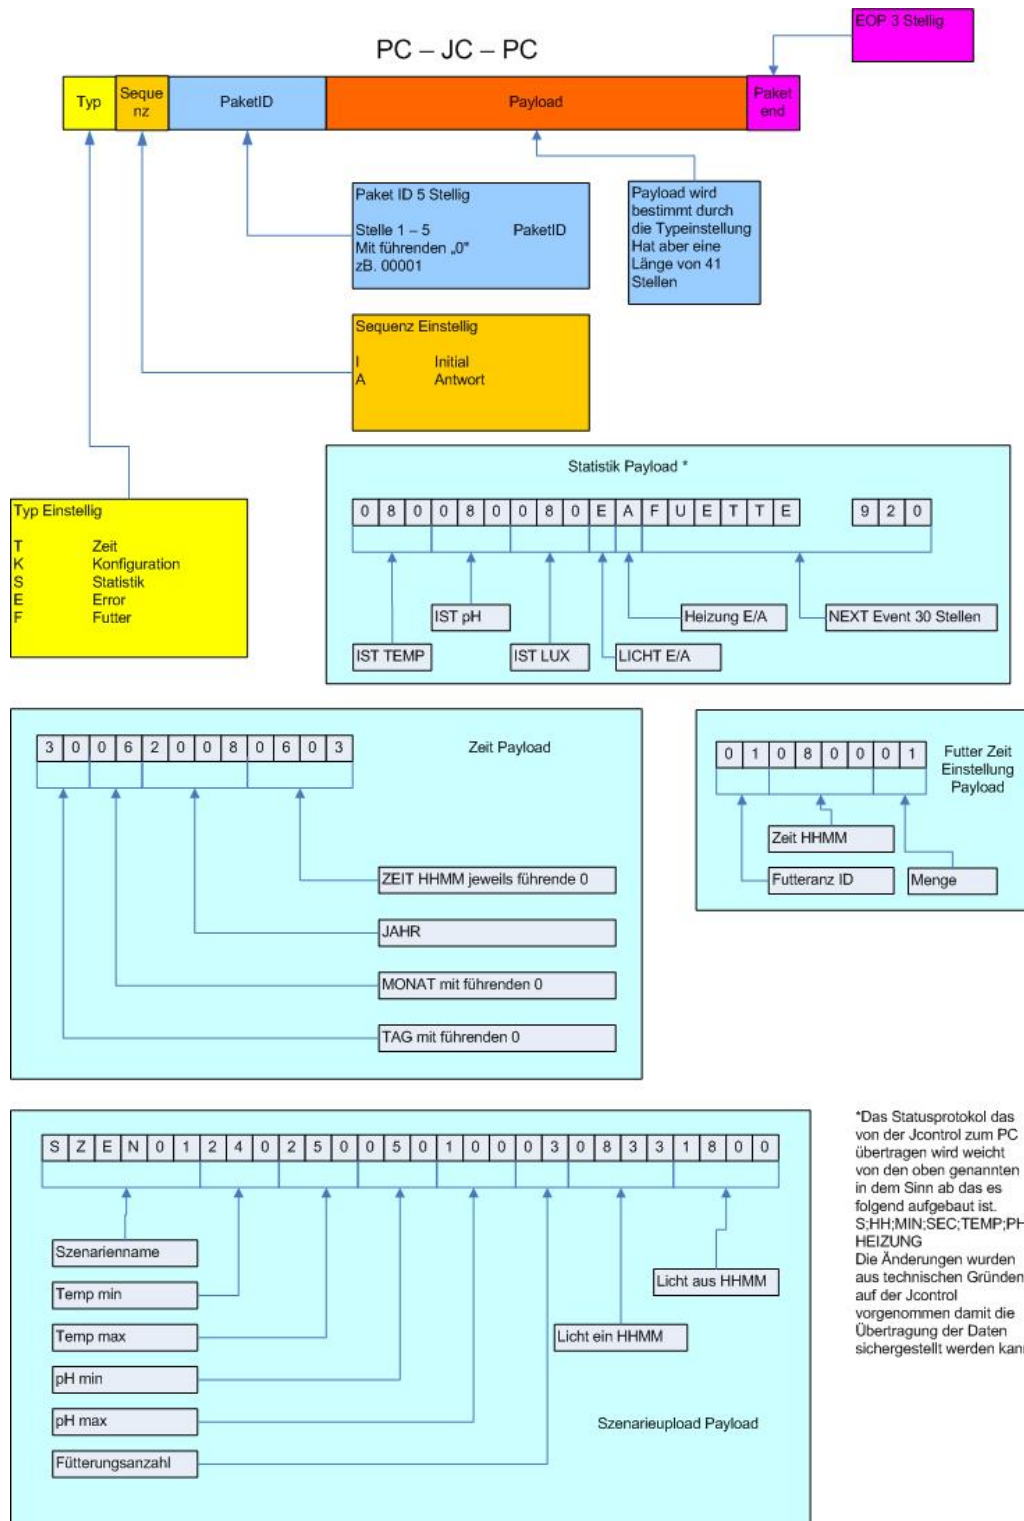 EOP 3 Stellig
PC – JC – PC
Typ
Seque
nz
PaketID
Payload
Paket
end
Paket ID 5 Stellig
Stelle 1 – 5 PaketID
Mit führenden „0"
zB. 00001
Payload wird
bestimmt durch
die Typeinstellung
Hat aber eine
Länge von 41
Stellen
Sequenz Einstellig
I Initial
A Antwort
Typ Einstellig
T Zeit
K Konfiguration
S Statistik
E Error
F Futter
Statistik Payload *
0 8 0 0 8 0 0 8 0 E A F U E T T E 9 2 0
IST pH
Heizung E/A
NEXT Event 30 Stellen
IST TEMP
IST LUX
LICHT E/A
3 0 0 6 2 0 0 8 0 6 0 3
Zeit Payload
ZEIT HHMM jeweils führende 0
JAHR
MONAT mit führenden 0
TAG mit führenden 0
0 1 0 8 0 0 0 1
Futter Zeit
Einstellung
Payload
Zeit HHMM
Futteranz ID
Menge
S Z E N 0 1 2 4 0 2 5 0 0 5 0 1 0 0 0 3 0 8 3 3 1 8 0 0
Szenarienname
Temp min
Temp max
pH min
pH max
Fütterungsanzahl
Licht aus HHMM
Licht ein HHMM
Szenarieupload Payload
*Das Statusprotokol das
von der Jcontrol zum PC
übertragen wird weicht
von den oben genannten
in dem Sinn ab das es
folgend aufgebaut ist.
S;HH;MIN;SEC;TEMP;PH
HEIZUNG
Die Änderungen wurden
aus technischen Gründen
auf der Jcontrol
vorgenommen damit die
Übertragung der Daten
sichergestellt werden kann